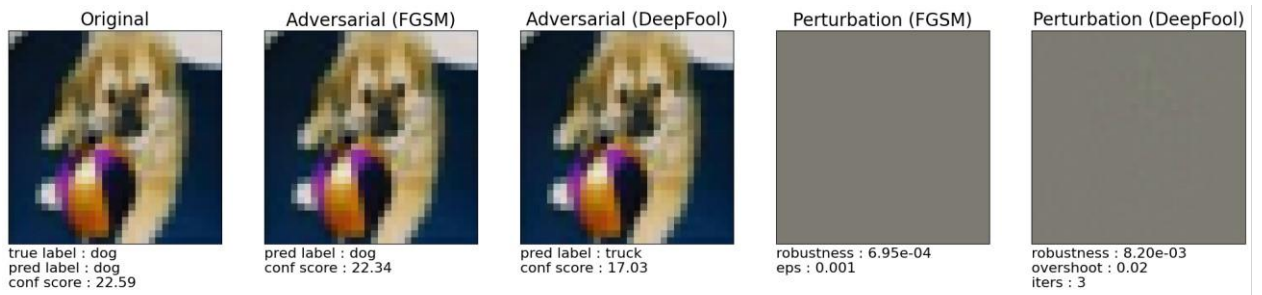 Original
true label : dog
pred label : dog
conf score : 22.59
Adversarial (FGSM)
pred label : dog
conf score : 22.34
Adversarial (DeepFool)
pred label : truck
conf score : 17.03
Perturbation (FGSM)
robustness : 6.95e-04
eps : 0.001
Perturbation (DeepFool)
robustness : 8.20e-03
overshoot : 0.02
iters : 3